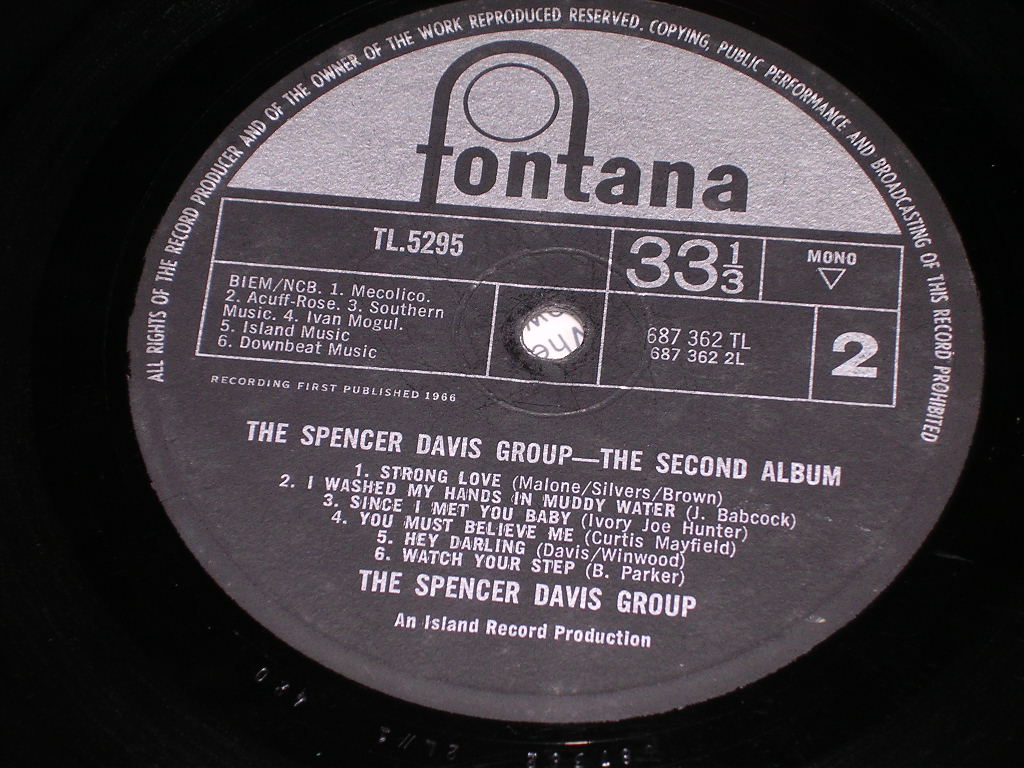 ALL RIGHTS OF THE RECORD PRODUCER AND OF THE OWNER OF THE WORK REPRODUCED RESERVED. COPYING, PUBLIC PERFORMANCE AND BROADCASTING OF THIS RECORD PROHIBITED
fontana
TL.5295
33 1/3
MONO
BIEM/NCB. 1. Mecolico.
2. Acuff-Rose. 3. Southern
Music. 4. Ivan Mogul.
5. Island Music
6. Downbeat Music
687 362 TL
687 362 2L
2
RECORDING FIRST PUBLISHED 1966
THE SPENCER DAVIS GROUP—THE SECOND ALBUM
1. STRONG LOVE (Malone/Silvers/Brown)
2. I WASHED MY HANDS IN MUDDY WATER (J. Babcock)
3. SINCE I MET YOU BABY (Ivory Joe Hunter)
4. YOU MUST BELIEVE ME (Curtis Mayfield)
5. HEY DARLING (Davis/Winwood)
6. WATCH YOUR STEP (B. Parker)
THE SPENCER DAVIS GROUP
An Island Record Production